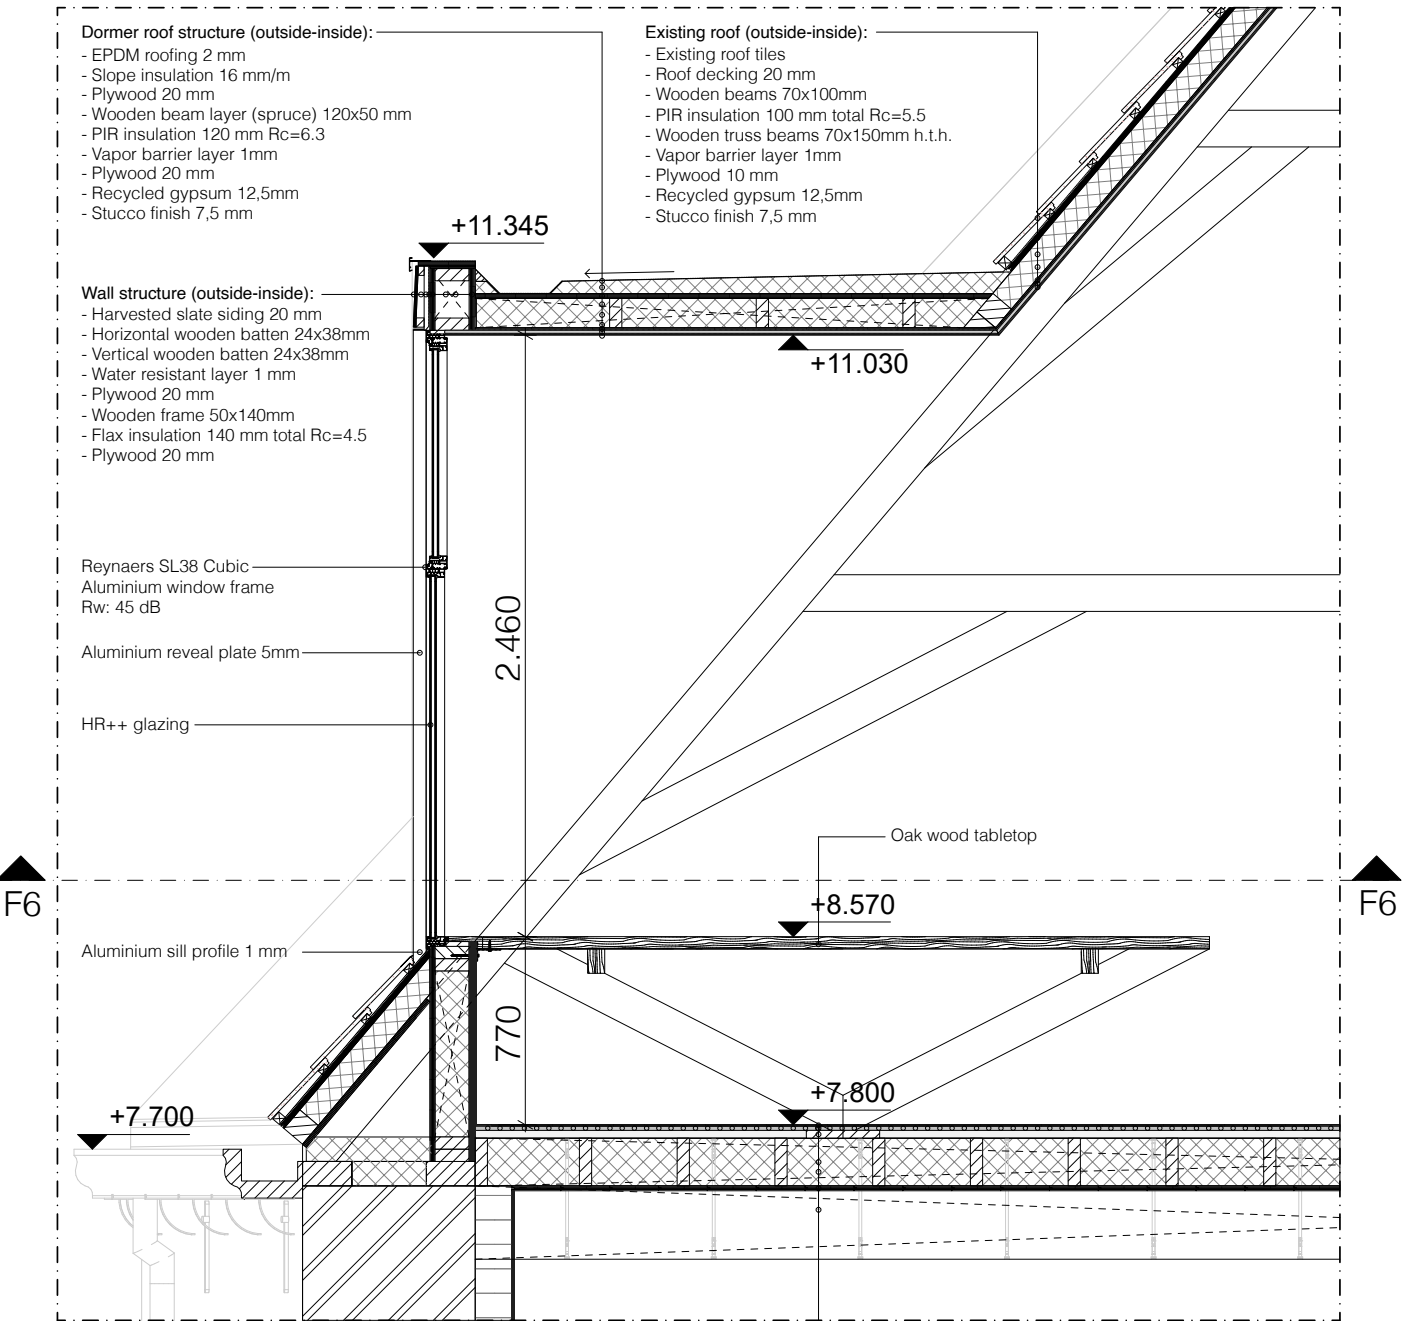 Dormer roof structure (outside-inside):
- EPDM roofing 2 mm
- Slope insulation 16 mm/m
- Plywood 20 mm
- Wooden beam layer (spruce) 120x50 mm
- PIR insulation 120 mm Rc=6.3
- Vapor barrier layer 1mm
- Plywood 20 mm
- Recycled gypsum 12,5mm
- Stucco finish 7,5 mm
Existing roof (outside-inside):
- Existing roof tiles
- Roof decking 20 mm
- Wooden beams 70x100mm
- PIR insulation 100 mm total Rc=5.5
- Wooden truss beams 70x150mm h.t.h.
- Vapor barrier layer 1mm
- Plywood 10 mm
- Recycled gypsum 12,5mm
- Stucco finish 7,5 mm
+11.345
Wall structure (outside-inside):
- Harvested slate siding 20 mm
- Horizontal wooden batten 24x38mm
- Vertical wooden batten 24x38mm
- Water resistant layer 1 mm
- Plywood 20 mm
- Wooden frame 50x140mm
- Flax insulation 140 mm total Rc=4.5
- Plywood 20 mm
+11.030
Reynaers SL38 Cubic
Aluminium window frame
Rw: 45 dB
2.460
Aluminium reveal plate 5mm
HR++ glazing
Oak wood tabletop
F6
F6
+8.570
Aluminium sill profile 1 mm
770
+7.800
+7.700